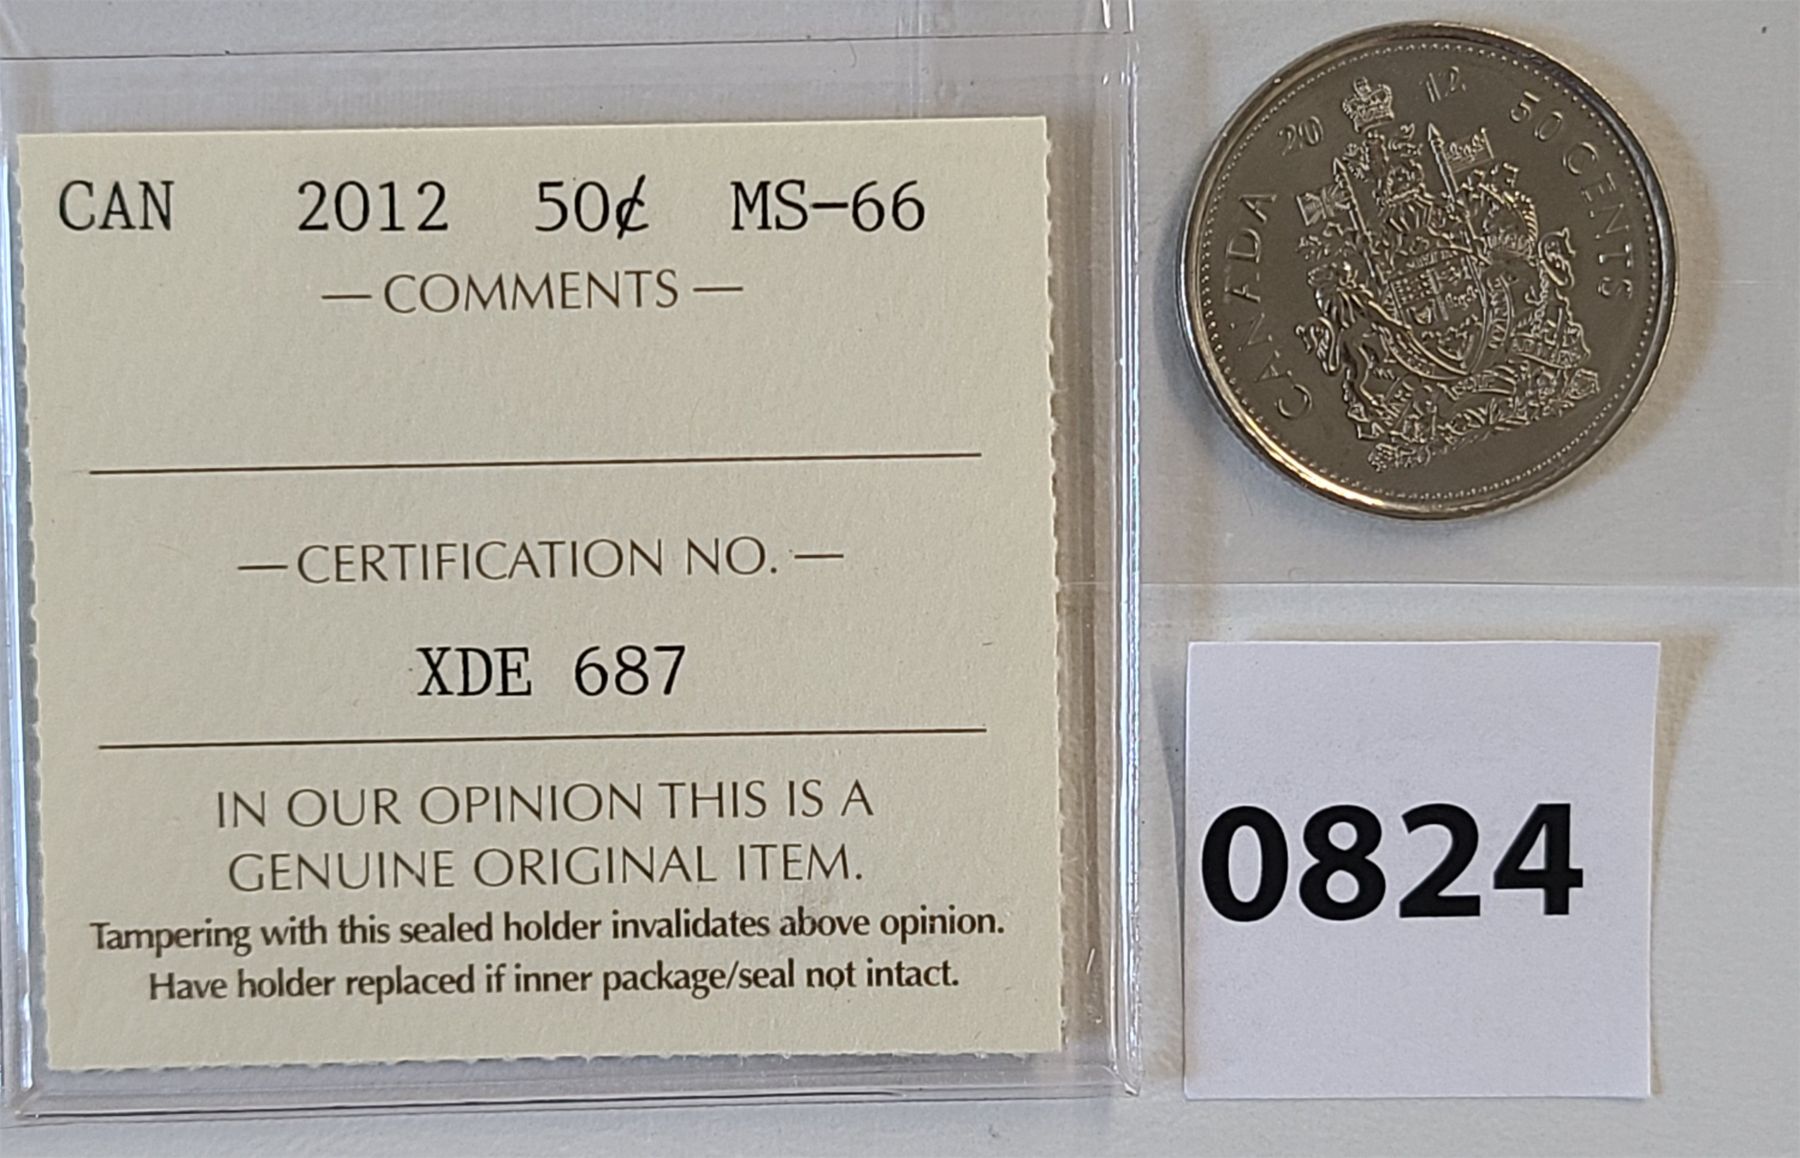 CAN 2012 50¢ MS-66
— COMMENTS —
— CERTIFICATION NO. —
XDE 687
IN OUR OPINION THIS IS A
GENUINE ORIGINAL ITEM.
Tampering with this sealed holder invalidates above opinion.
Have holder replaced if inner package/seal not intact.
CANADA
20 12
50 CENTS
0824